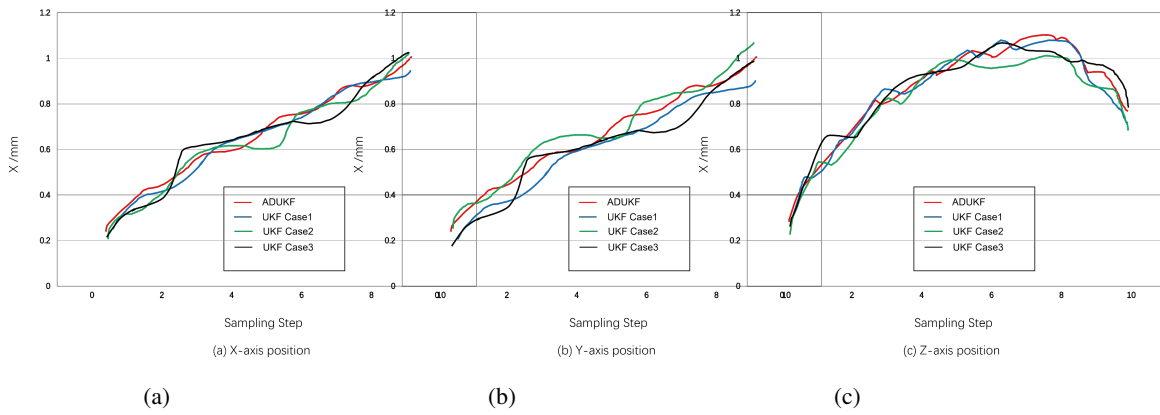 1.2
1
0.8
0.6
0.4
0.2
0
X /mm
ADUKF
UKF Case1
UKF Case2
UKF Case3
0 2 4 6 8 10
Sampling Step
(a) X-axis position
1.2
1
0.8
0.6
0.4
0.2
0
X /mm
ADUKF
UKF Case1
UKF Case2
UKF Case3
0 2 4 6 8 10
Sampling Step
(b) Y-axis position
1.2
1
0.8
0.6
0.4
0.2
0
X /mm
ADUKF
UKF Case1
UKF Case2
UKF Case3
0 2 4 6 8 10
Sampling Step
(c) Z-axis position
(a) (b) (c)